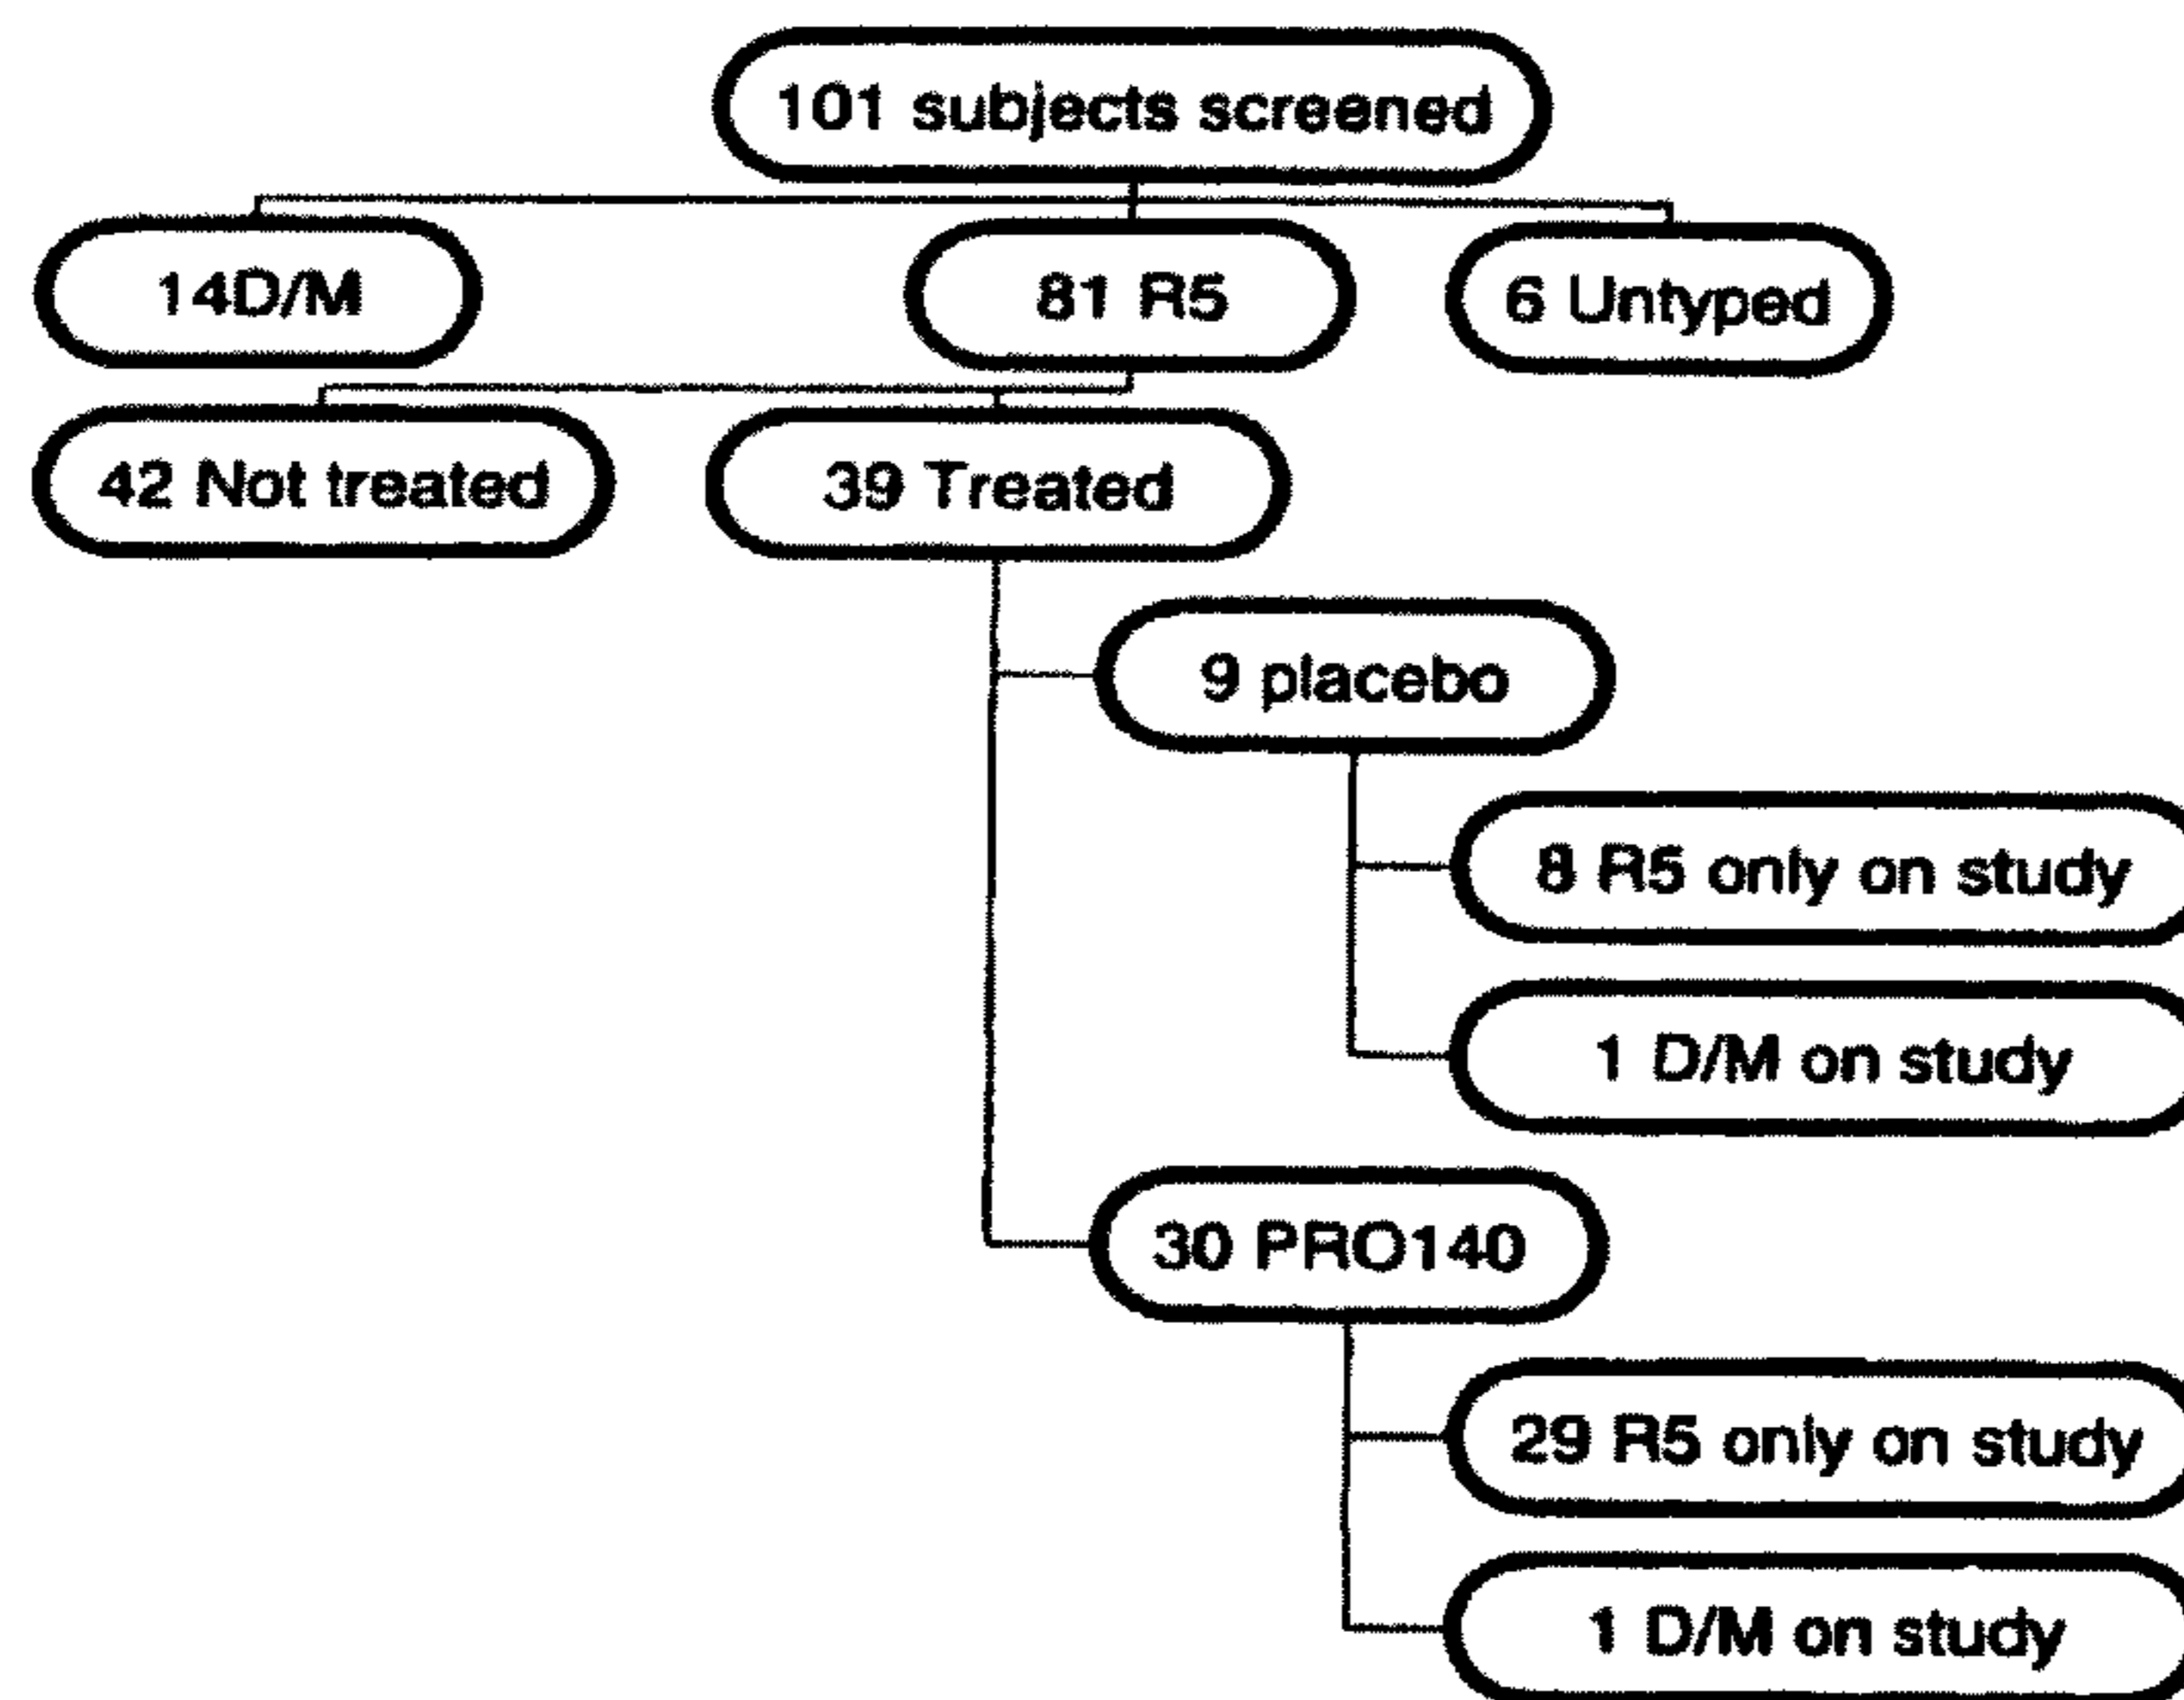 101 subjects screened
14D/M
81 R5
6 Untyped
42 Not treated
39 Treated
9 placebo
8 R5 only on study
1 D/M on study
30 PRO140
29 R5 only on study
1 D/M on study